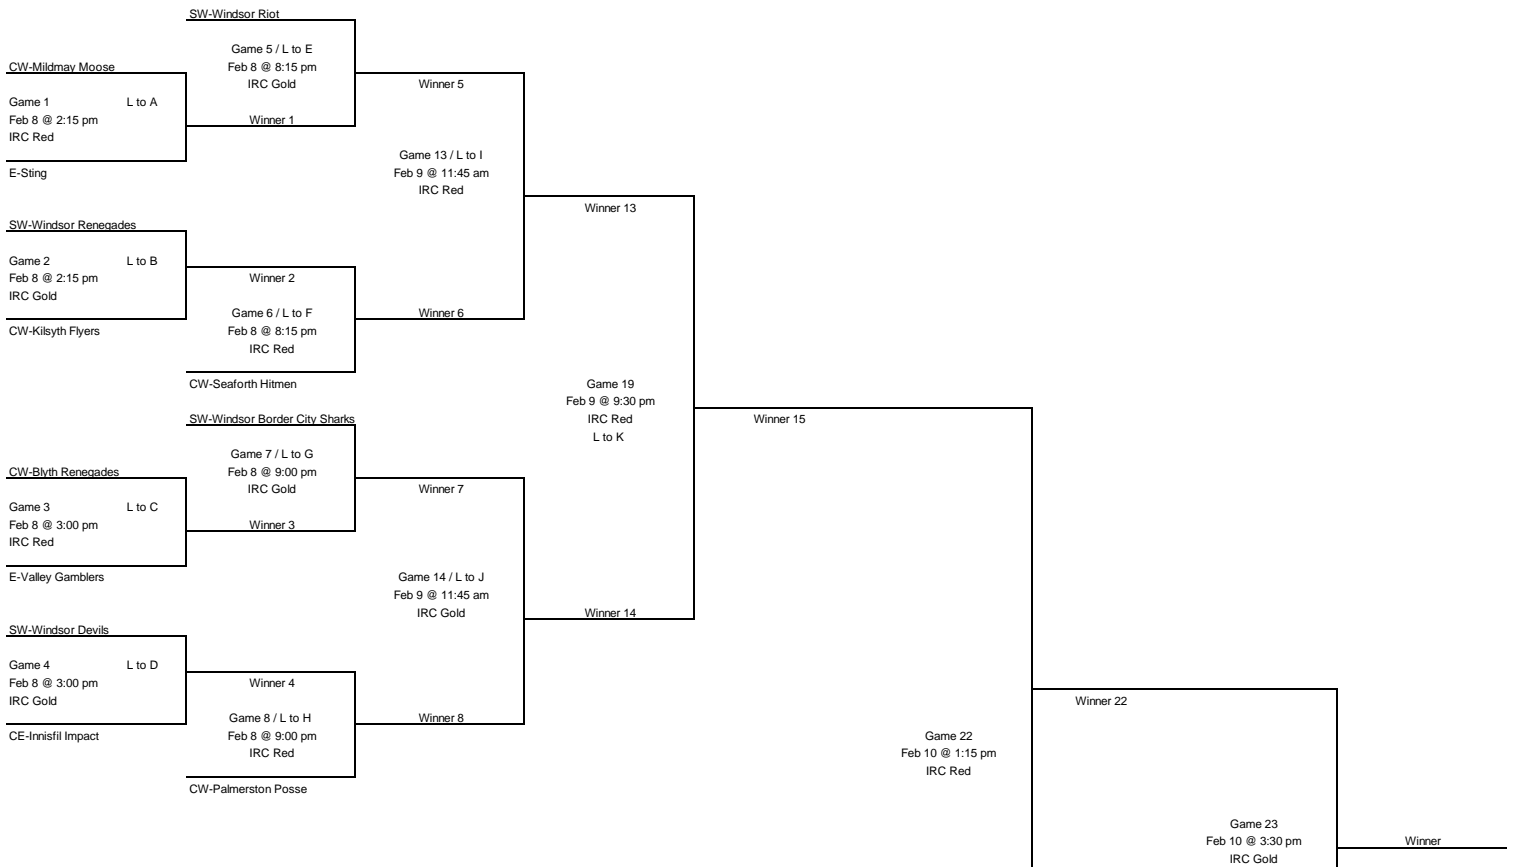 SW-Windsor Riot
Game 5 / L to E
Feb 8 @ 8:15 pm
IRC Gold
CW-Mildmay Moose
Winner 5
Game 1 L to A
Feb 8 @ 2:15 pm
IRC Red
Winner 1
E-Sting
Game 13 / L to I
Feb 9 @ 11:45 am
IRC Red
Winner 13
SW-Windsor Renegades
Game 2 L to B
Feb 8 @ 2:15 pm
IRC Gold
Winner 2
CW-Kilsyth Flyers
Game 6 / L to F
Feb 8 @ 8:15 pm
IRC Red
Winner 6
CW-Seaforth Hitmen
Game 19
Feb 9 @ 9:30 pm
IRC Red
L to K
Winner 15
SW-Windsor Border City Sharks
Game 7 / L to G
Feb 8 @ 9:00 pm
IRC Gold
CW-Blyth Renegades
Winner 7
Game 3 L to C
Feb 8 @ 3:00 pm
IRC Red
Winner 3
E-Valley Gamblers
Game 14 / L to J
Feb 9 @ 11:45 am
IRC Gold
Winner 14
SW-Windsor Devils
Game 4 L to D
Feb 8 @ 3:00 pm
IRC Gold
Winner 4
CE-Innisfil Impact
Game 8 / L to H
Feb 8 @ 9:00 pm
IRC Red
Winner 8
CW-Palmerston Posse
Winner 22
Game 22
Feb 10 @ 1:15 pm
IRC Red
Game 23
Feb 10 @ 3:30 pm
IRC Gold
Winner